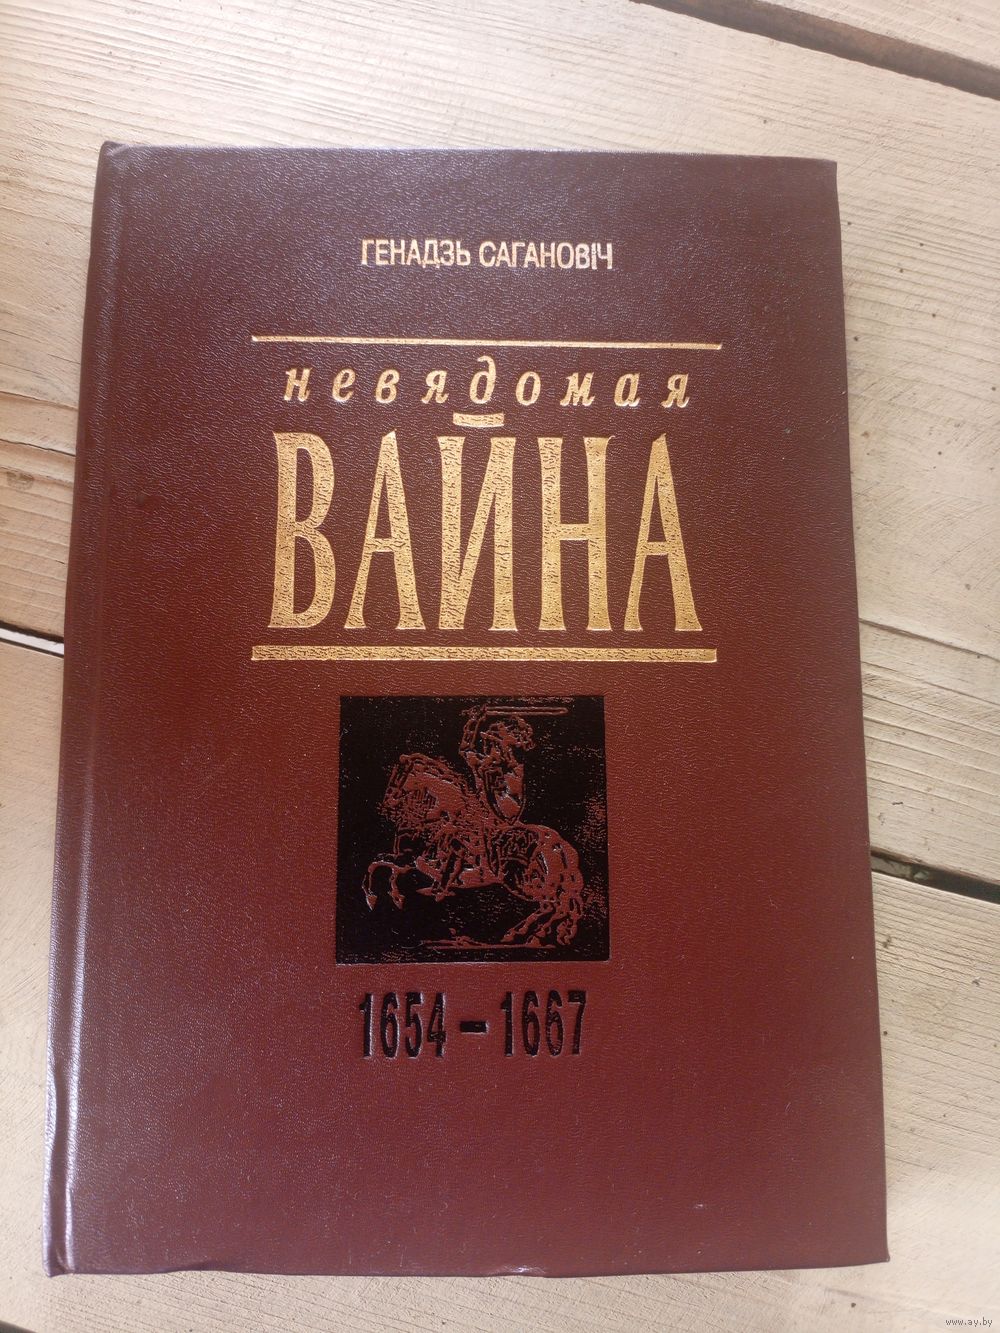 ГЕНАДЗЬ САГАНОВІЧ
невядомая
ВАЙНА
1654 – 1667
www.ay.by